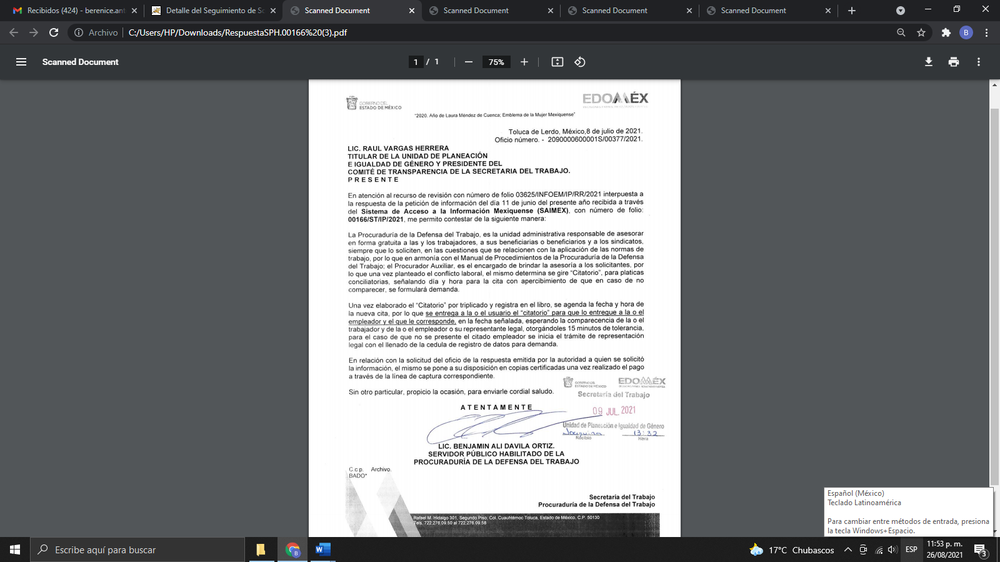 Recibidos (424) - berenice.ant
Detalle del Seguimiento de So
Scanned Document
Scanned Document
Scanned Document
Scanned Document
Archivo
C:/Users/HP/Downloads/RespuestaSPH.00166%20(3).pdf
B
Scanned Document
1 / 1
75%
GOBIERNO DEL
ESTADO DE MÉXICO
EDOMÉX
"2020. Año de Laura Méndez de Cuenca; Emblema de la Mujer Mexiquense"
Toluca de Lerdo, México,8 de julio de 2021.
Oficio número. - 2090000600001S/00377/2021.
LIC. RAUL VARGAS HERRERA
TITULAR DE LA UNIDAD DE PLANEACIÓN
E IGUALDAD DE GÉNERO Y PRESIDENTE DEL
COMITÉ DE TRANSPARENCIA DE LA SECRETARIA DEL TRABAJO.
P R E S E N T E
En atención al recurso de revisión con número de folio 03625/INFOEM/IP/RR/2021 interpuesta a
la respuesta de la petición de información del día 11 de junio del presente año recibida a través
del Sistema de Acceso a la Información Mexiquense (SAIMEX), con número de folio:
00166/ST/IP/2021, me permito contestar de la siguiente manera:
La Procuraduría de la Defensa del Trabajo, es la unidad administrativa responsable de asesorar
en forma gratuita a las y los trabajadores, a sus beneficiarias o beneficiarios y a los sindicatos,
siempre que lo soliciten, en las cuestiones que se relacionen con la aplicación de las normas de
trabajo, por lo que en armonía con el Manual de Procedimientos de la Procuraduría de la Defensa
del Trabajo; el Procurador Auxiliar, es el encargado de brindar la asesoría a los solicitantes, por
lo que una vez planteado el conflicto laboral, el mismo determina se gire "Citatorio", para platicas
conciliatorias, señalando día y hora para la cita con apercibimiento de que en caso de no
comparecer, se formulará demanda.
Una vez elaborado el "Citatorio" por triplicado y registra en el libro, se agenda la fecha y hora de
la nueva cita, por lo que se entrega a la o el usuario el "citatorio" para que lo entregue a la o el
empleador y el que le corresponde, en la fecha señalada, esperando la comparecencia de la o el
trabajador y de la o el empleador o su representante legal, otorgándoles 15 minutos de tolerancia,
para el caso de que no se presente el citado empleador se inicia el trámite de representación
legal con el llenado de la cedula de registro de datos para demanda.
En relación con la solicitud del oficio de la respuesta emitida por la autoridad a quien se solicitó
la información, el mismo se pone a su disposición en copias certificadas una vez realizado el pago
a través de la línea de captura correspondiente.
GOBIERNO DEL
ESTADO DE MÉXICO
EDOMÉX
Sin otro particular, propicio la ocasión, para enviarle cordial saludo.
Secretaría del Trabajo
A T E N T A M E N T E
09 JUL. 2021
Unidad de Planeación e Igualdad de Género
Joaquina 13:32
Recibió Hora
LIC. BENJAMIN ALI DAVILA ORTIZ.
SERVIDOR PÚBLICO HABILITADO DE LA
PROCURADURÍA DE LA DEFENSA DEL TRABAJO
C.c.p. Archivo.
BADO*
Secretaría del Trabajo
Procuraduría de la Defensa del Trabajo
Rafael M. Hidalgo 301, Segundo Piso, Col. Cuauhtémoc Toluca, Estado de México, C.P. 50130
Tels. 722.276.09.50 al 722.276.09.58
Español (México)
Teclado Latinoamérica
Para cambiar entre métodos de entrada, presiona
la tecla Windows+Espacio.
Escribe aquí para buscar
17°C Chubascos
ESP
11:53 p. m.
26/08/2021
3